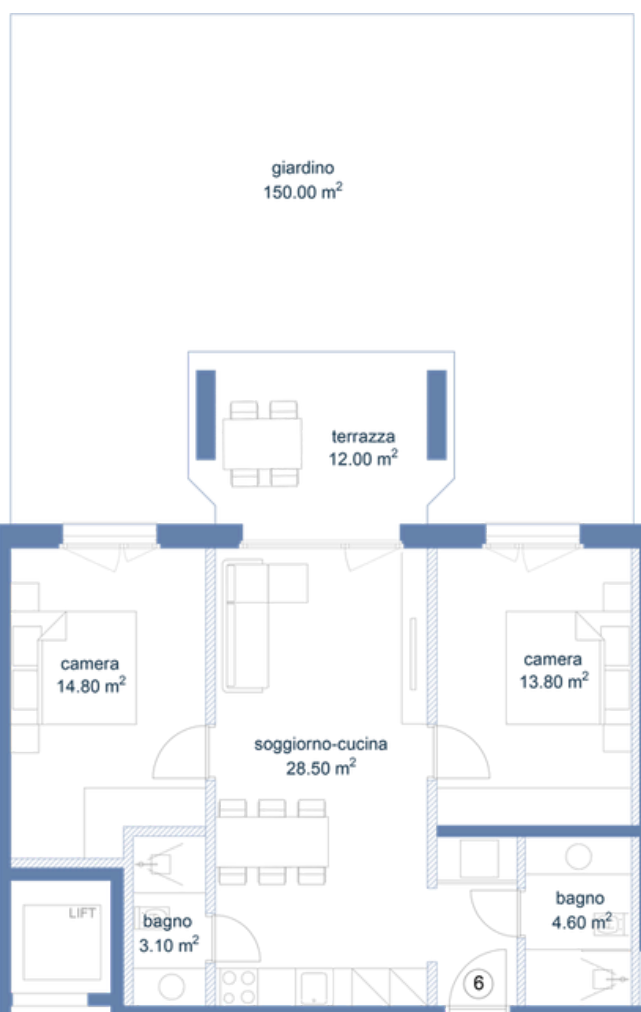 giardino
150.00 m²
terrazza
12.00 m²
camera
14.80 m²
camera
13.80 m²
soggiorno-cucina
28.50 m²
LIFT
bagno
3.10 m²
bagno
4.60 m²
6